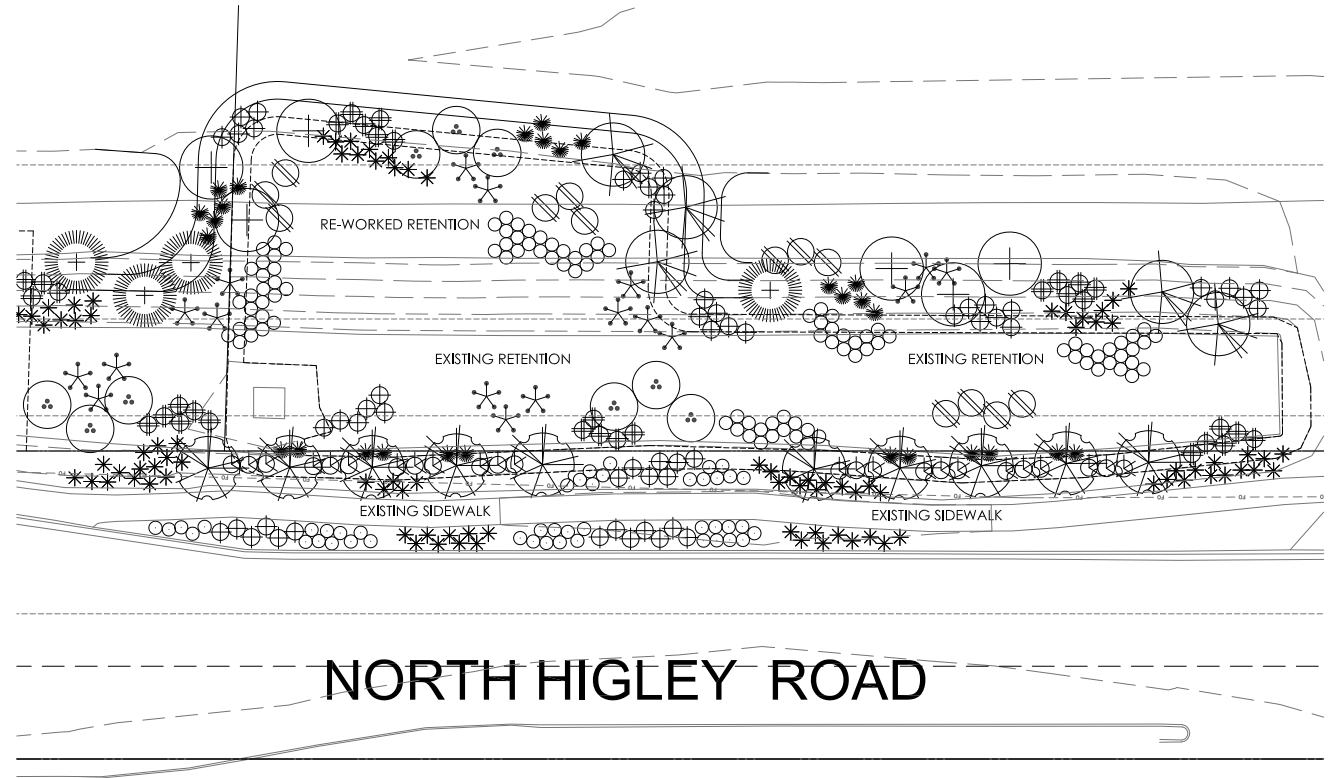 RE-WORKED RETENTION
EXISTING RETENTION
EXISTING RETENTION
EXISTING SIDEWALK
EXISTING SIDEWALK
NORTH HIGLEY ROAD